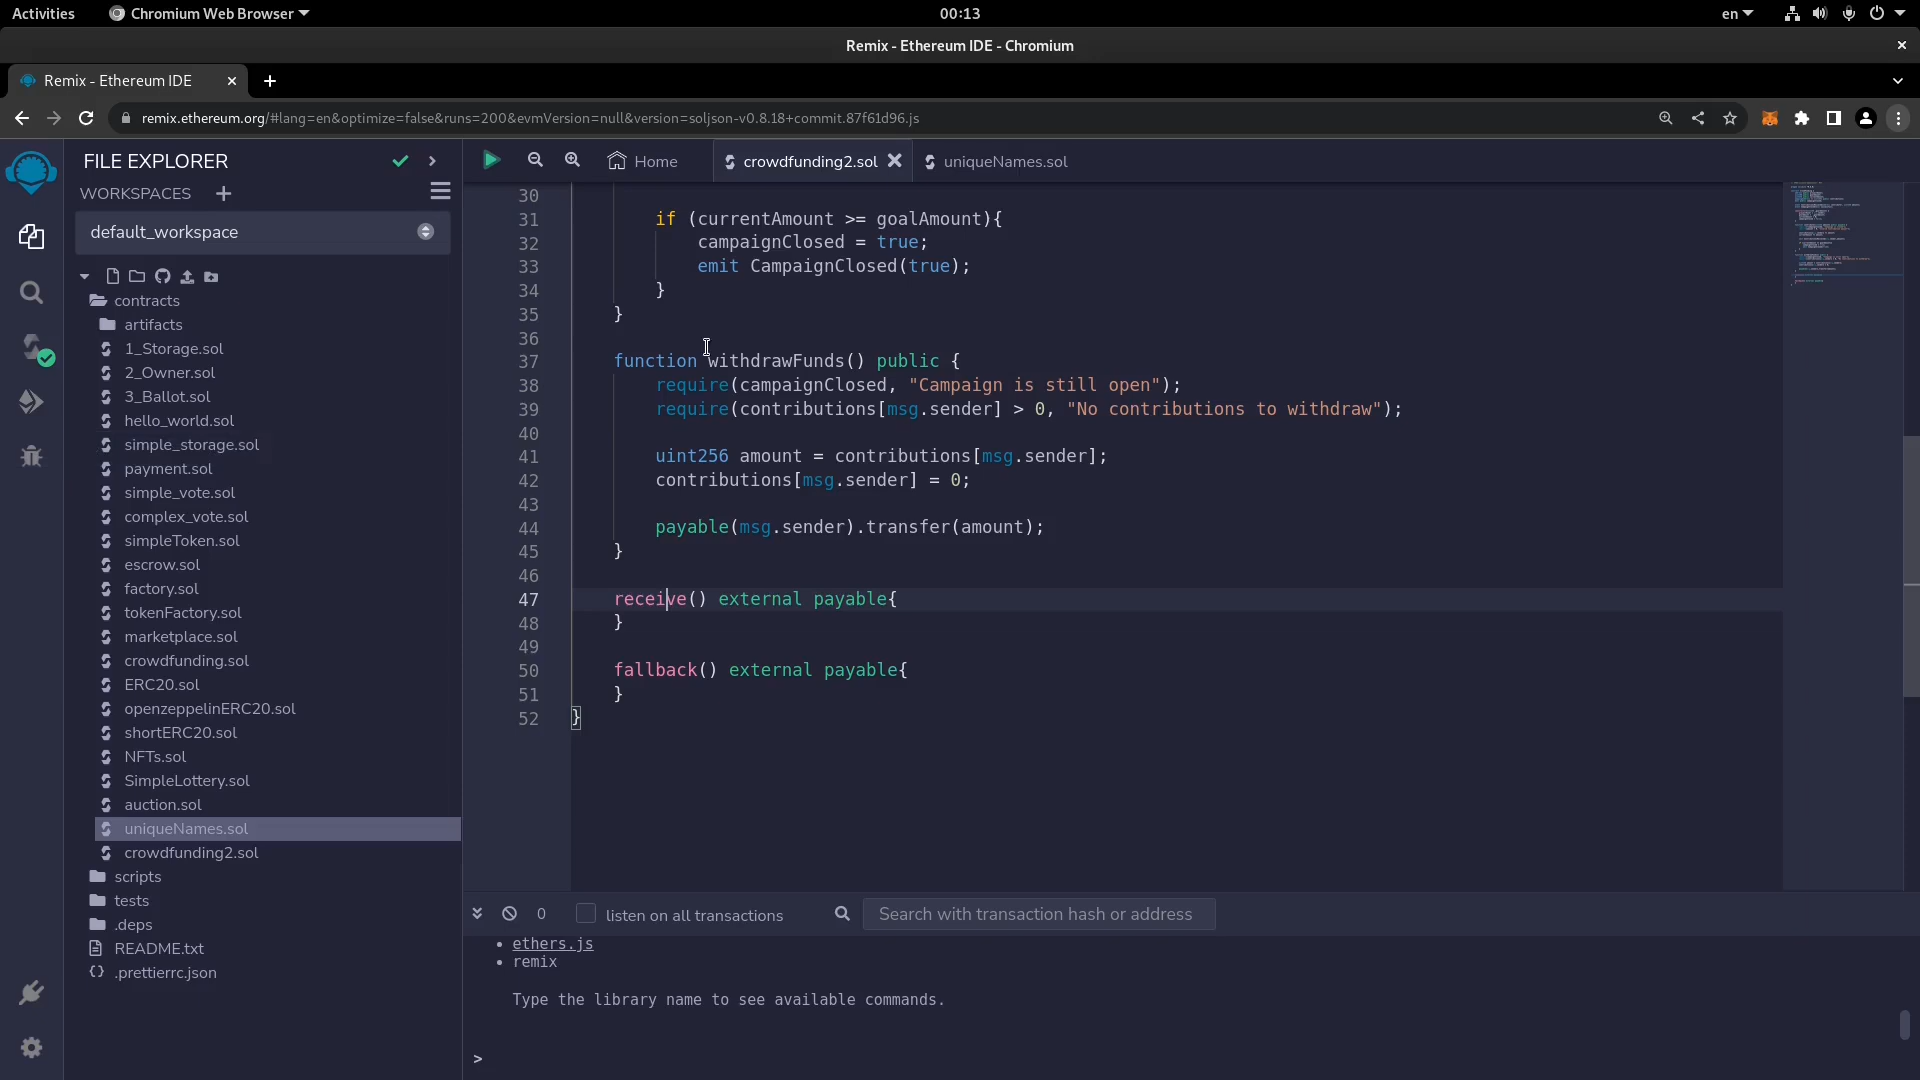 Activities
Chromium Web Browser
00:13
en
Remix - Ethereum IDE - Chromium
Remix - Ethereum IDE
remix.ethereum.org/#lang=en&optimize=false&runs=200&evmVersion=null&version=soljson-v0.8.18+commit.87f61d96.js
FILE EXPLORER
WORKSPACES
default_workspace
contracts
artifacts
1_Storage.sol
2_Owner.sol
3_Ballot.sol
hello_world.sol
simple_storage.sol
payment.sol
simple_vote.sol
complex_vote.sol
simpleToken.sol
escrow.sol
factory.sol
tokenFactory.sol
marketplace.sol
crowdfunding.sol
ERC20.sol
openzeppelinERC20.sol
shortERC20.sol
NFTs.sol
SimpleLottery.sol
auction.sol
uniqueNames.sol
crowdfunding2.sol
scripts
tests
.deps
README.txt
.prettierrc.json
Home
crowdfunding2.sol
uniqueNames.sol
30
31 if (currentAmount >= goalAmount){
32 campaignClosed = true;
33 emit CampaignClosed(true);
34 }
35 }
36
37 function withdrawFunds() public {
38 require(campaignClosed, "Campaign is still open");
39 require(contributions[msg.sender] > 0, "No contributions to withdraw");
40
41 uint256 amount = contributions[msg.sender];
42 contributions[msg.sender] = 0;
43
44 payable(msg.sender).transfer(amount);
45 }
46
47 receive() external payable{
48 }
49
50 fallback() external payable{
51 }
52 }
0
listen on all transactions
Search with transaction hash or address
• ethers.js
• remix
Type the library name to see available commands.
>